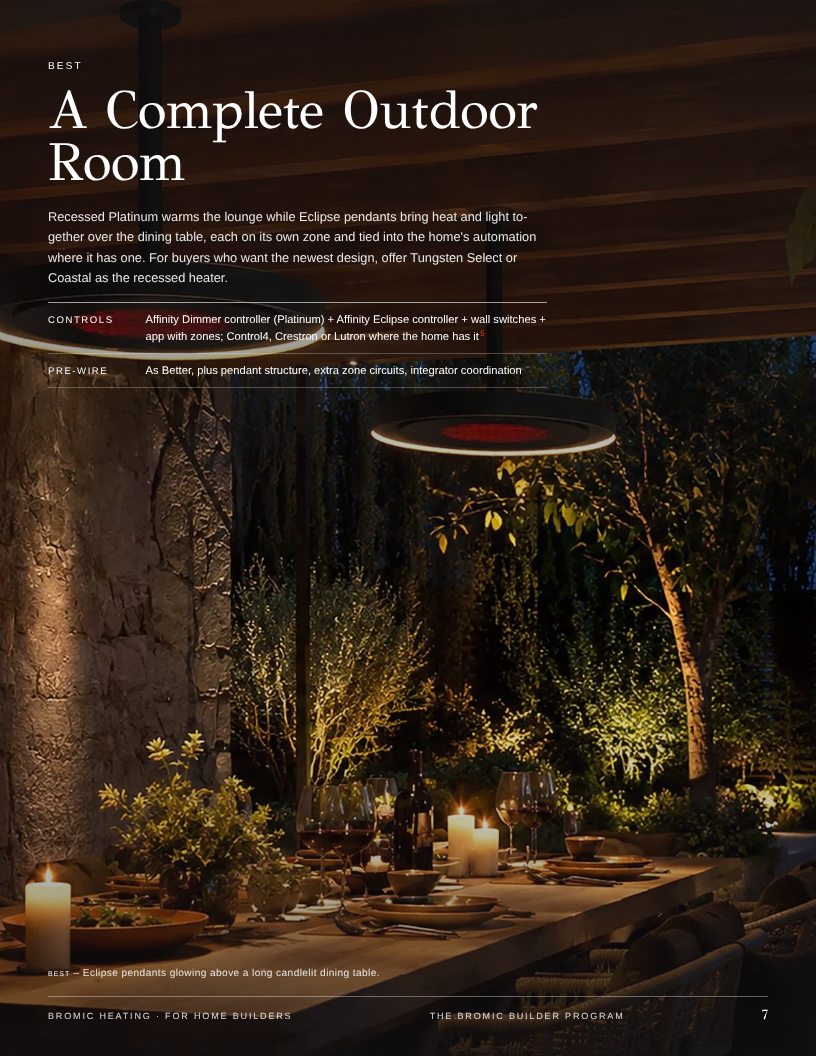 BEST
A Complete Outdoor
Room
Recessed Platinum warms the lounge while Eclipse pendants bring heat and light to-
gether over the dining table, each on its own zone and tied into the home's automation
where it has one. For buyers who want the newest design, offer Tungsten Select or
Coastal as the recessed heater.
CONTROLS Affinity Dimmer controller (Platinum) + Affinity Eclipse controller + wall switches +
app with zones; Control4, Crestron or Lutron where the home has it 5
PRE-WIRE As Better, plus pendant structure, extra zone circuits, integrator coordination
BEST – Eclipse pendants glowing above a long candlelit dining table.
BROMIC HEATING · FOR HOME BUILDERS THE BROMIC BUILDER PROGRAM 7